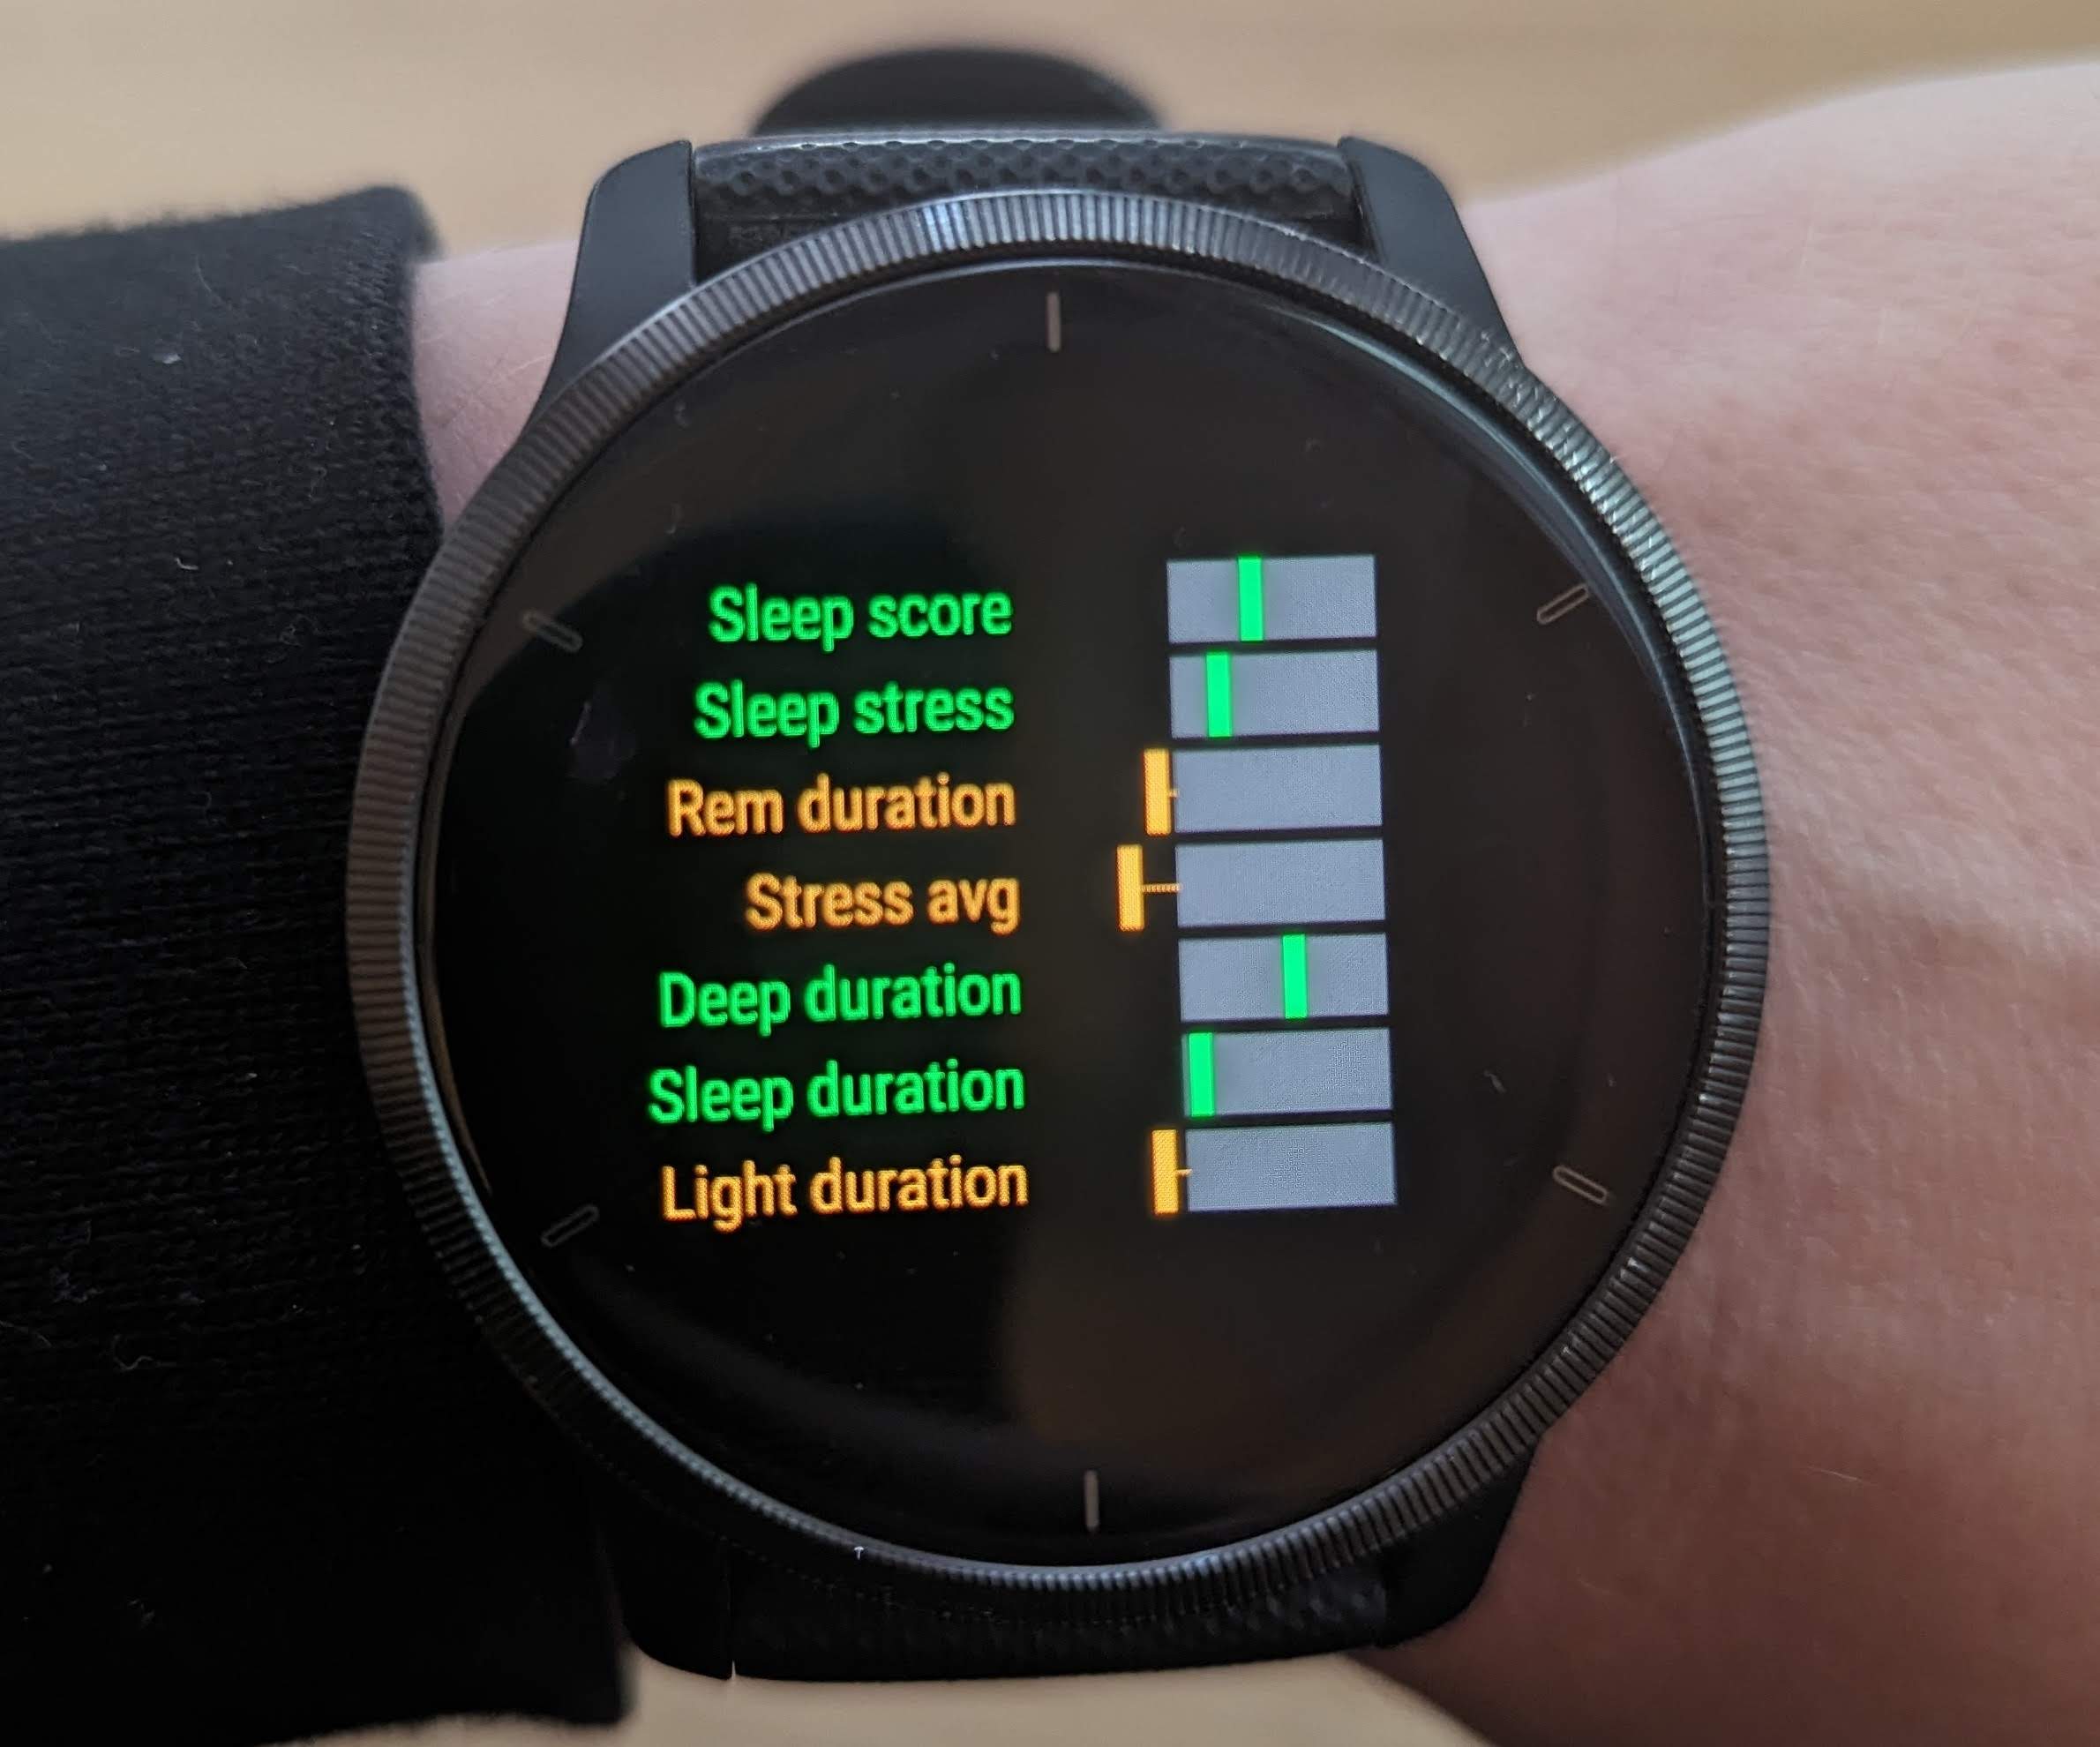 Sleep score
Sleep stress
Rem duration
Stress avg
Deep duration
Sleep duration
Light duration